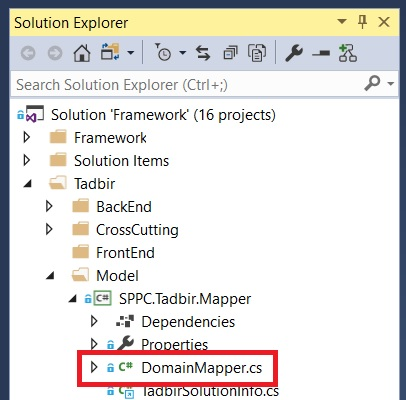 Solution Explorer
Search Solution Explorer (Ctrl+;)
Solution 'Framework' (16 projects)
Framework
Solution Items
Tadbir
BackEnd
CrossCutting
FrontEnd
Model
C# SPPC.Tadbir.Mapper
Dependencies
Properties
C# DomainMapper.cs
C# TadbirSolutionInfo.cs